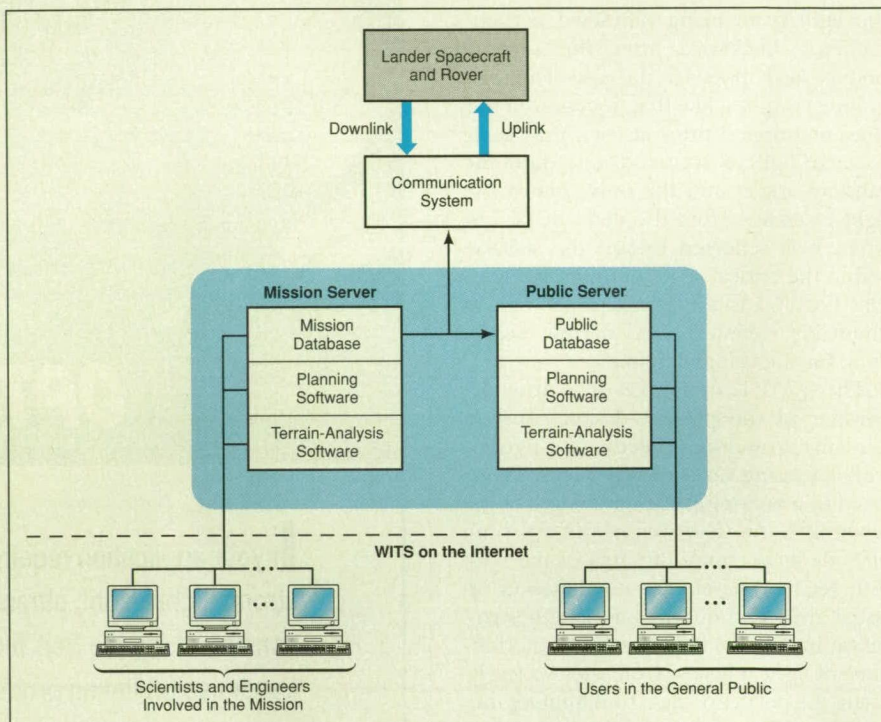 Lander Spacecraft
and Rover
Downlink
Uplink
Communication
System
Mission Server
Public Server
Mission
Database
Planning
Software
Terrain-Analysis
Software
Public
Database
Planning
Software
Terrain-Analysis
Software
WITS on the Internet
Scientists and Engineers
Involved in the Mission
Users in the General Public